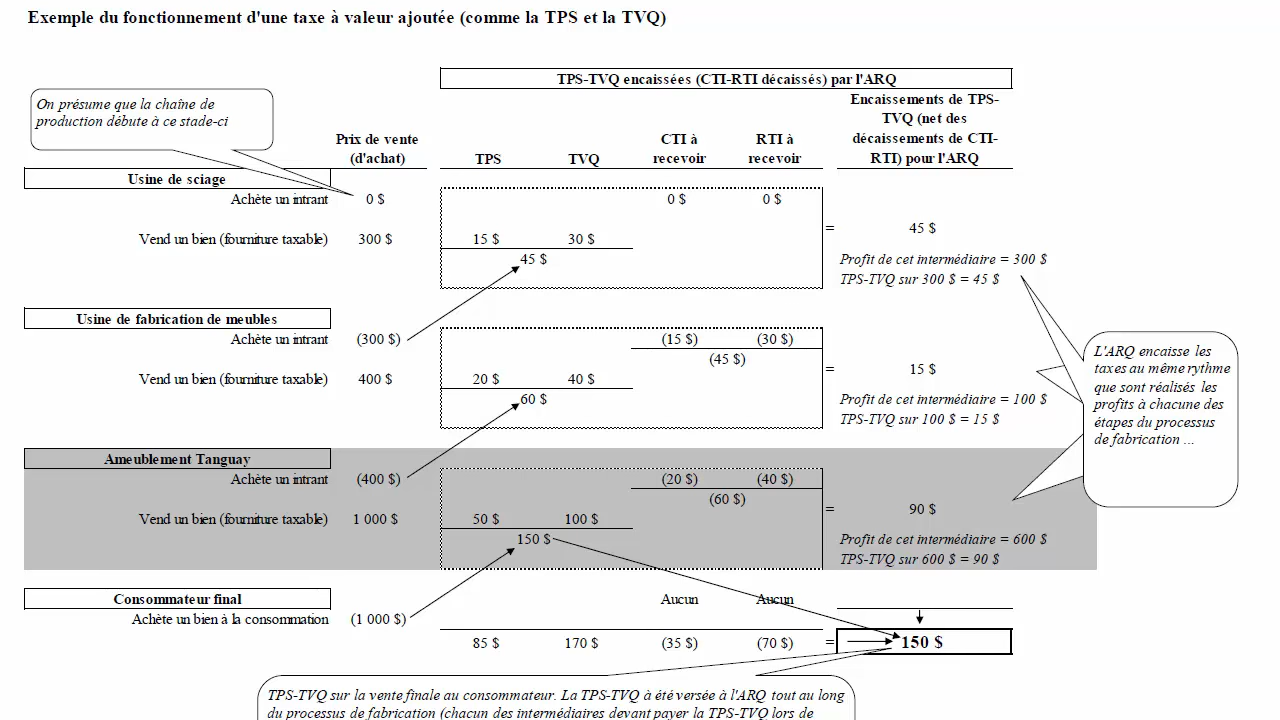 Exemple du fonctionnement d'une taxe à valeur ajoutée (comme la TPS et la TVQ)
TPS-TVQ encaissées (CTI-RTI décaissés) par l'ARQ
On présume que la chaîne de
production débute à ce stade-ci
Prix de vente
(d'achat)
TPS
TVQ
CTI à
recevoir
RTI à
recevoir
Encaissements de TPS-
TVQ (net des
décaissements de CTI-
RTI) pour l'ARQ
Usine de sciage
Achète un intrant 0 $ 0 $ 0 $
Vend un bien (fourniture taxable) 300 $ 15 $ 30 $ = 45 $
45 $
Profit de cet intermédiaire = 300 $
TPS-TVQ sur 300 $ = 45 $
Usine de fabrication de meubles
Achète un intrant (300 $) (15 $) (30 $)
(45 $)
Vend un bien (fourniture taxable) 400 $ 20 $ 40 $ = 15 $
60 $
Profit de cet intermédiaire = 100 $
TPS-TVQ sur 100 $ = 15 $
L'ARQ encaisse les
taxes au même rythme
que sont réalisés les
profits à chacune des
étapes du processus
de fabrication ...
Ameublement Tanguay
Achète un intrant (400 $) (20 $) (40 $)
(60 $)
Vend un bien (fourniture taxable) 1 000 $ 50 $ 100 $ = 90 $
150 $
Profit de cet intermédiaire = 600 $
TPS-TVQ sur 600 $ = 90 $
Consommateur final
Aucun Aucun
Achète un bien à la consommation (1 000 $)
85 $ 170 $ (35 $) (70 $) = 150 $
TPS-TVQ sur la vente finale au consommateur. La TPS-TVQ à été versée à l'ARQ tout au long
du processus de fabrication (chacun des intermédiaires devant payer la TPS-TVQ lors de